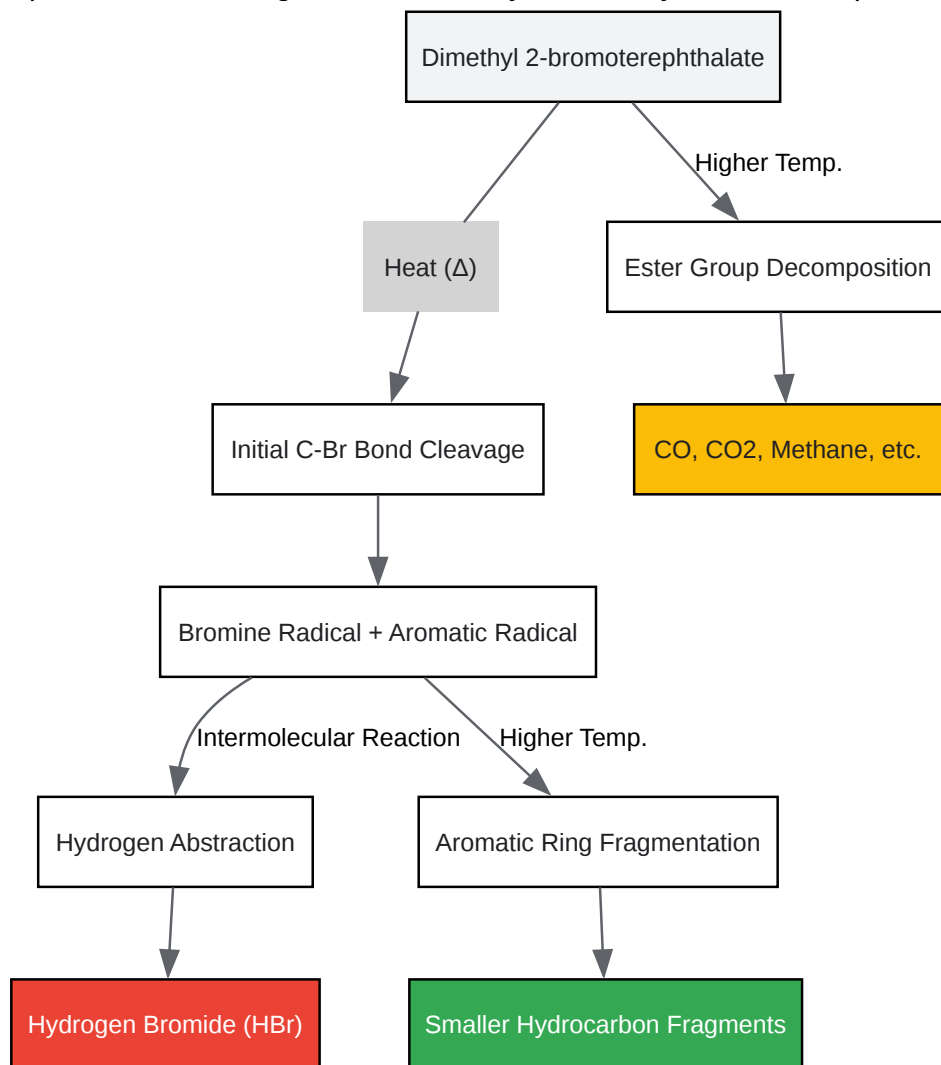 Dimethyl 2-bromoterephthalate
Higher Temp.
Heat (Δ)
Ester Group Decomposition
Initial C-Br Bond Cleavage
CO, CO2, Methane, etc.
Bromine Radical + Aromatic Radical
Intermolecular Reaction
Higher Temp.
Hydrogen Abstraction
Aromatic Ring Fragmentation
Hydrogen Bromide (HBr)
Smaller Hydrocarbon Fragments